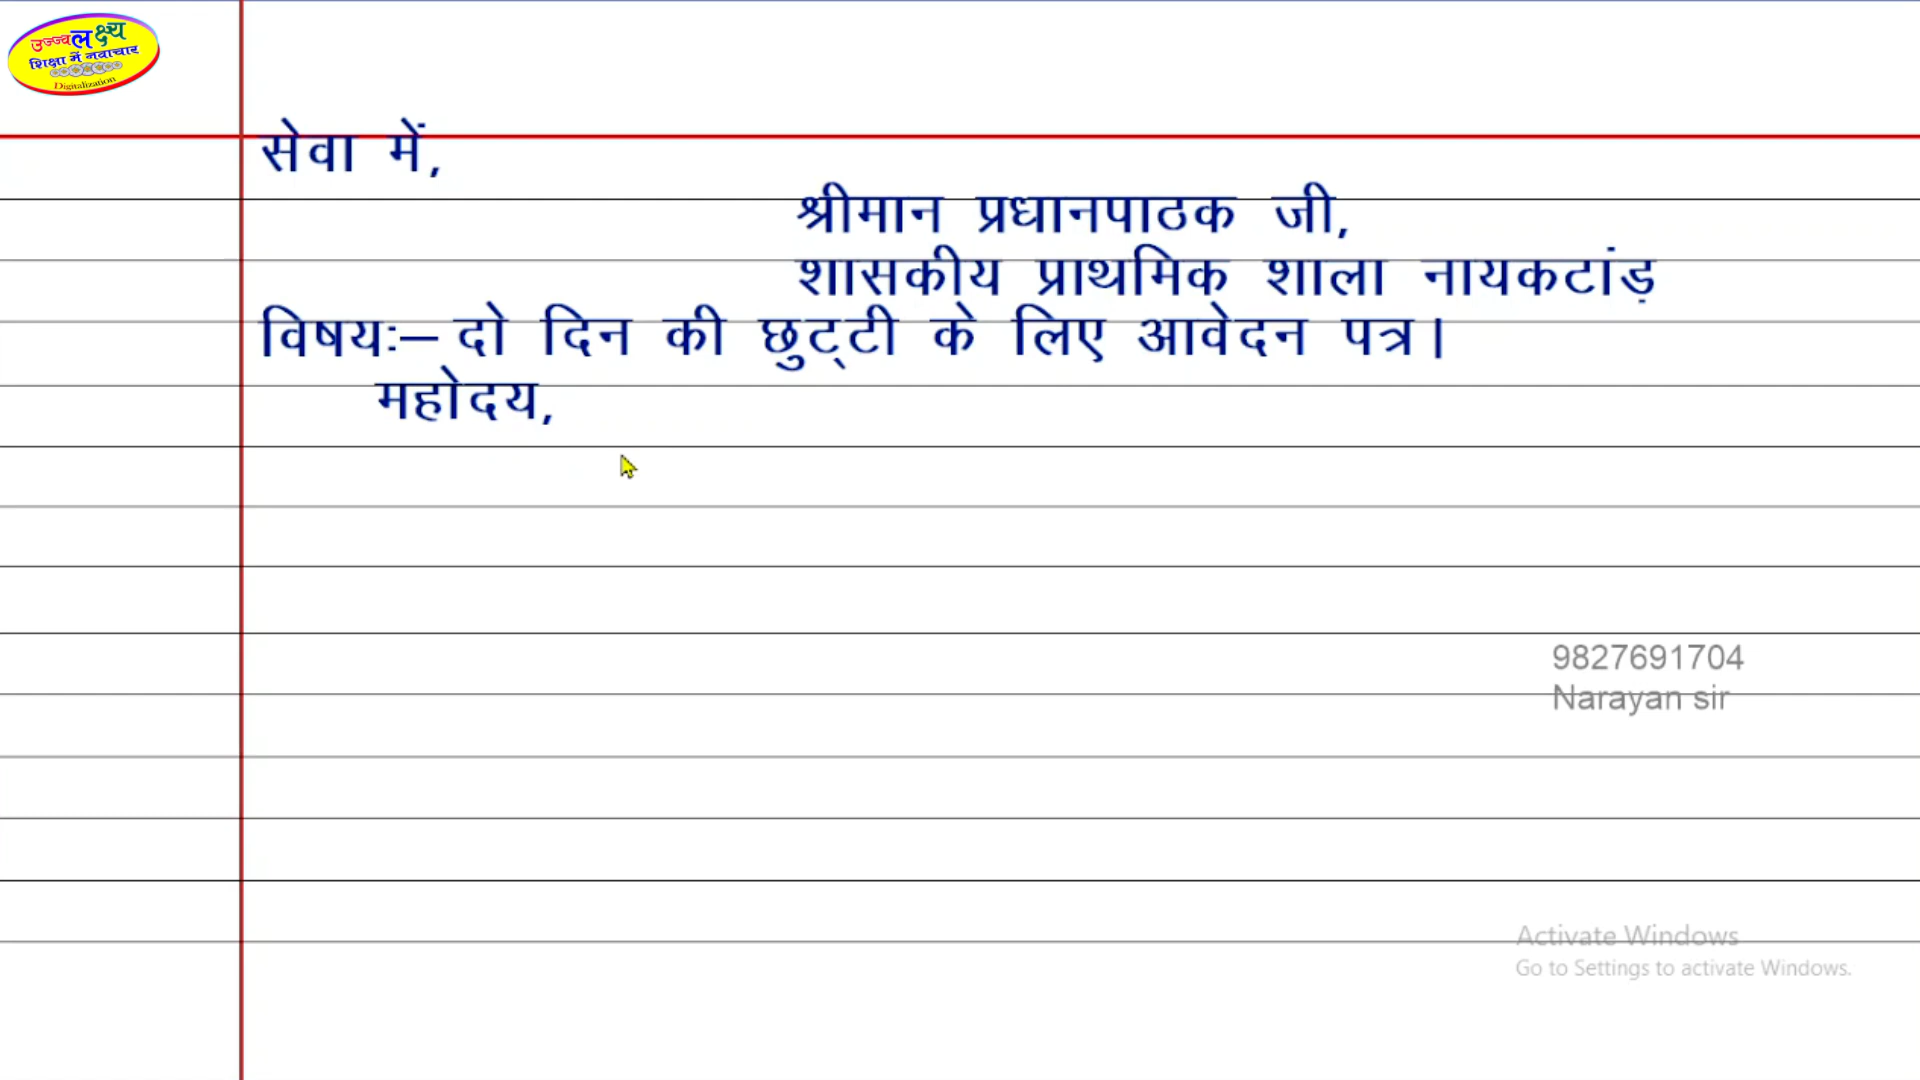 उज्ज्वल लक्ष्य
शिक्षा में नवाचार
Digitalization
सेवा में,
श्रीमान प्रधानपाठक जी,
शासकीय प्राथमिक शाला नायकटांड़
विषय:– दो दिन की छुट्टी के लिए आवेदन पत्र।
महोदय,
9827691704
Narayan sir
Activate Windows
Go to Settings to activate Windows.